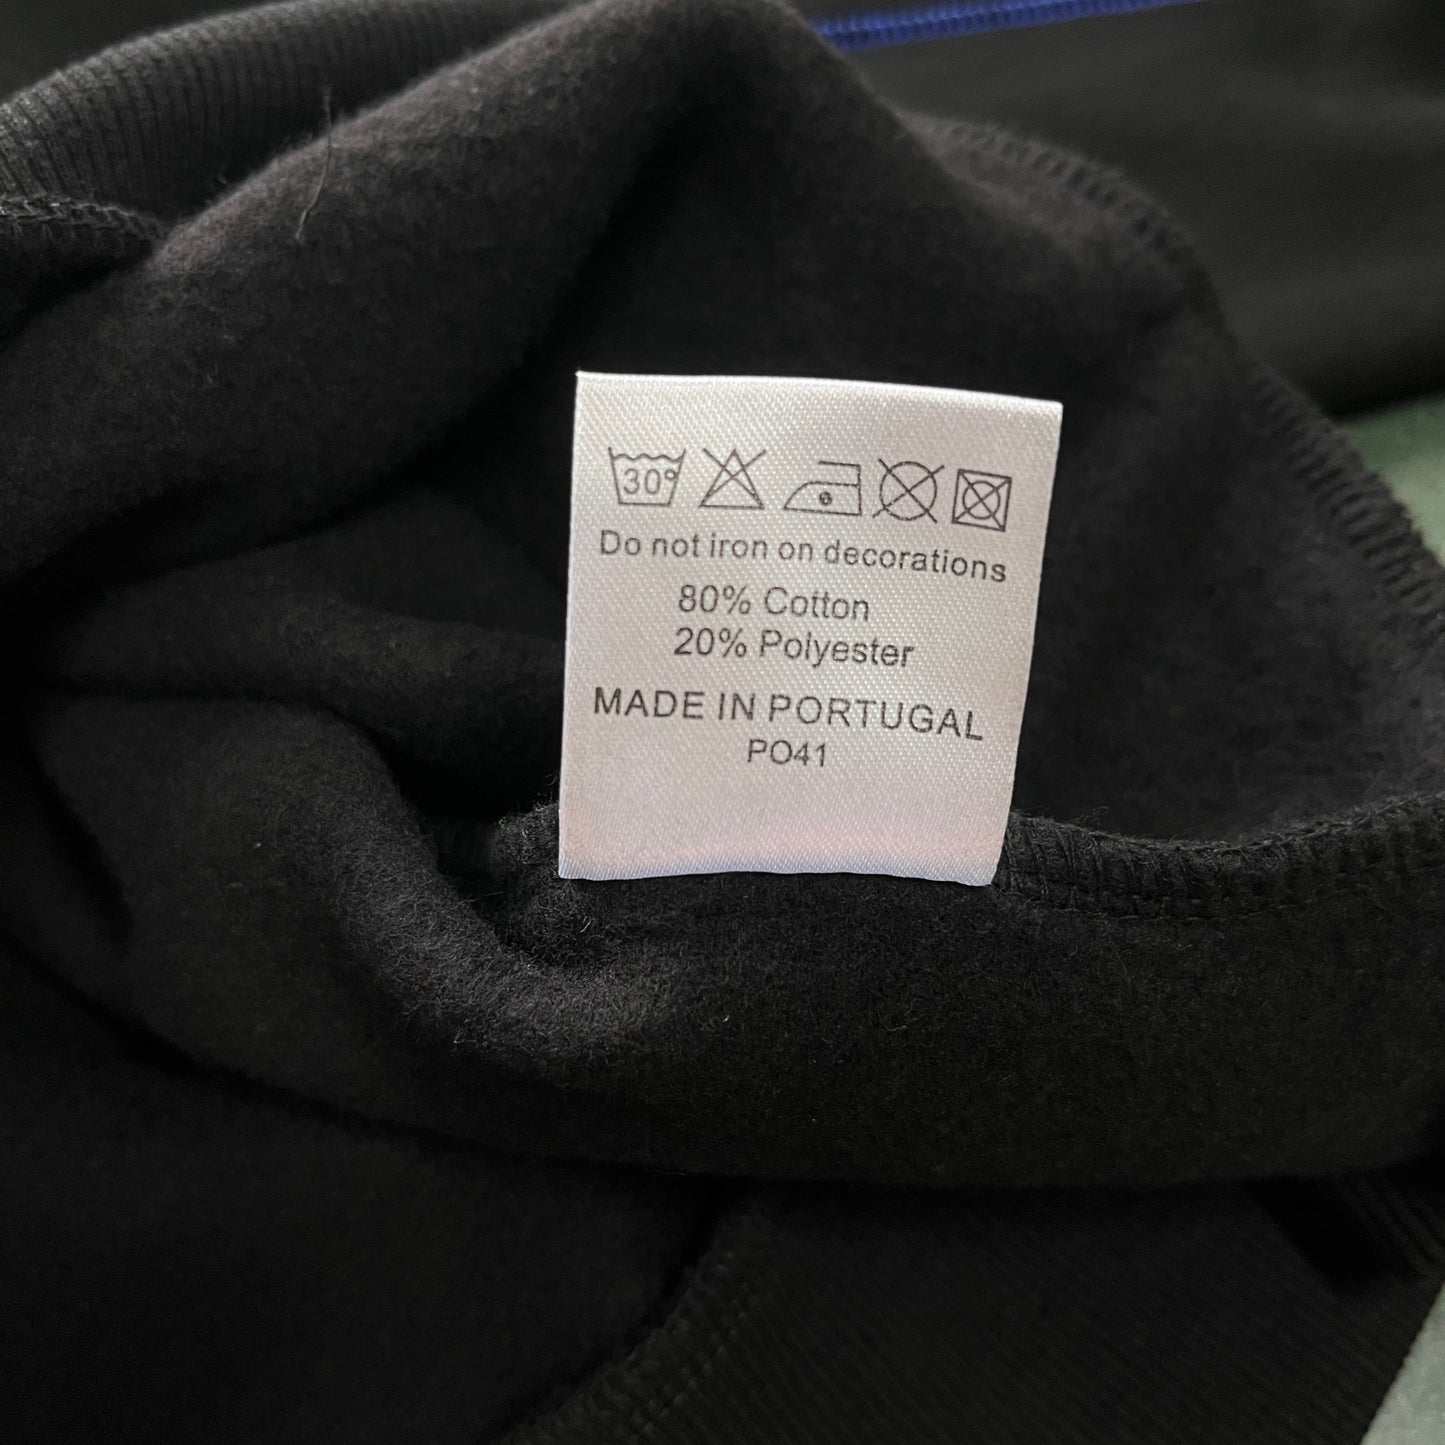 30°
Do not iron on decorations
80% Cotton
20% Polyester
MADE IN PORTUGAL
PO41